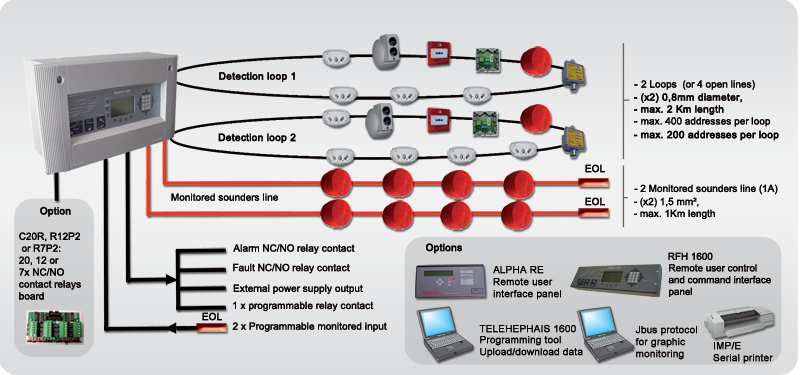 Detection loop 1
Detection loop 2
- 2 Loops (or 4 open lines)
- (x2) 0,8mm diameter,
- max. 2 Km length
- max. 400 addresses per loop
- max. 200 addresses per loop
EOL
Monitored sounders line
EOL
- 2 Monitored sounders line (1A)
- (x2) 1,5 mm²,
- max. 1Km length
Option
C20R, R12P2
or R7P2:
20, 12 or
7x NC/NO
contact relays
board
Alarm NC/NO relay contact
Fault NC/NO relay contact
External power supply output
1 x programmable relay contact
EOL
2 x Programmable monitored input
Options
ALPHA RE
Remote user
interface panel
RFH 1600
Remote user control
and command interface
panel
TELEHEPHAIS 1600
Programming tool
Upload/download data
Jbus protocol
for graphic
monitoring
IMP/E
Serial printer